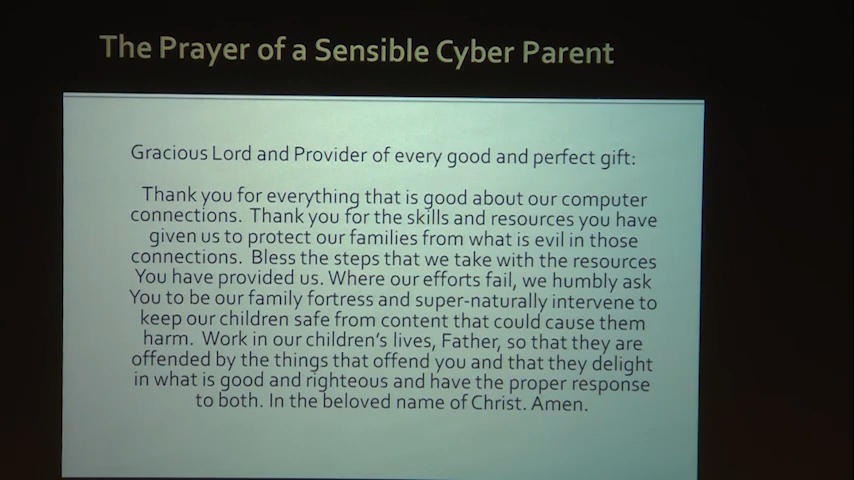 The Prayer of a Sensible Cyber Parent
Gracious Lord and Provider of every good and perfect gift:
Thank you for everything that is good about our computer
connections. Thank you for the skills and resources you have
given us to protect our families from what is evil in those
connections. Bless the steps that we take with the resources
You have provided us. Where our efforts fail, we humbly ask
You to be our family fortress and super-naturally intervene to
keep our children safe from content that could cause them
harm. Work in our children's lives, Father, so that they are
offended by the things that offend you and that they delight
in what is good and righteous and have the proper response
to both. In the beloved name of Christ. Amen.